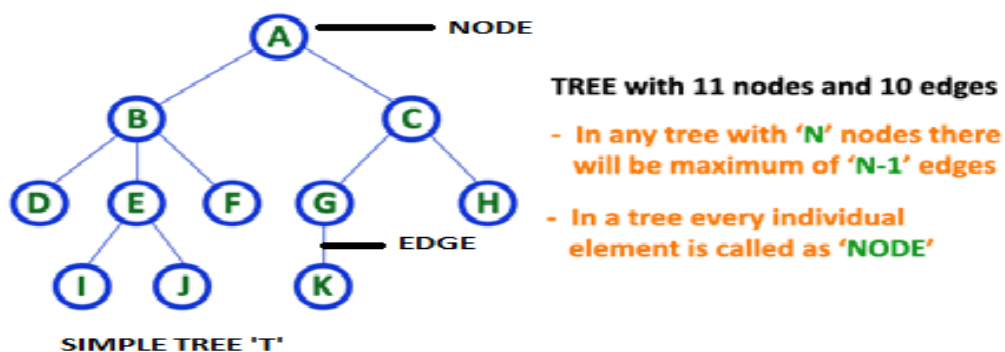 A
NODE
B
C
D
E
F
G
H
EDGE
I
J
K
SIMPLE TREE 'T'
TREE with 11 nodes and 10 edges
- In any tree with ‘N’ nodes there
will be maximum of ‘N-1’ edges
- In a tree every individual
element is called as ‘NODE’